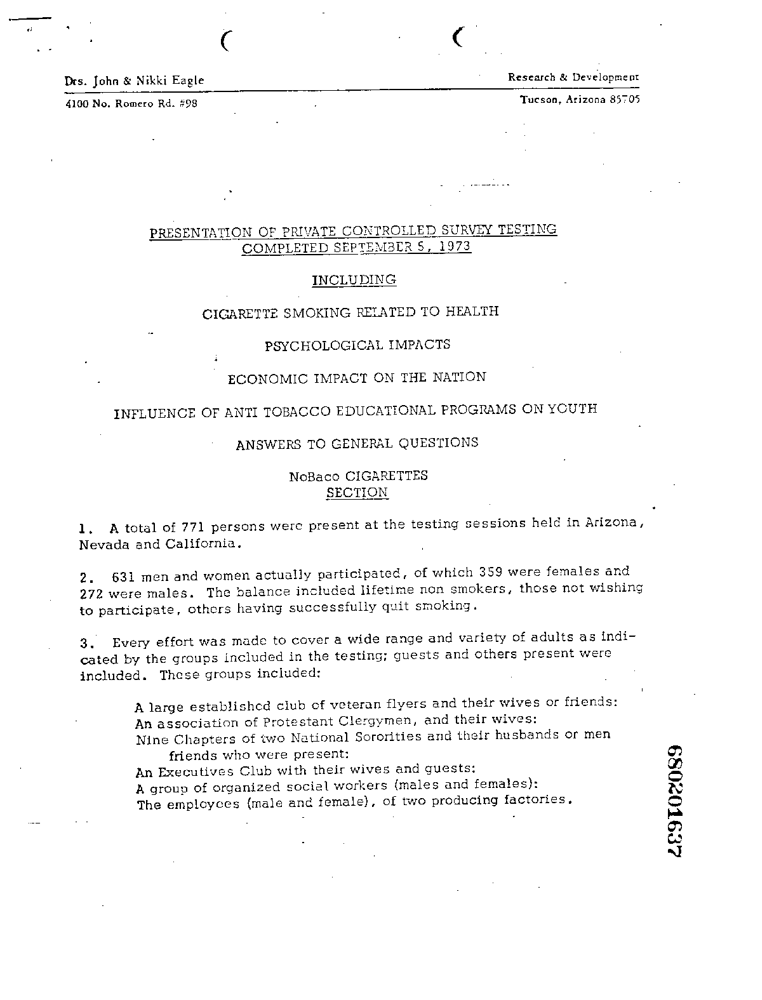 Drs. John & Nikki Eagle
Research & Development
4100 No. Romero Rd. #98
Tucson, Arizona 85705
PRESENTATION OF PRIVATE CONTROLLED SURVEY TESTING
COMPLETED SEPTEMBER 5, 1973
INCLUDING
CIGARETTE SMOKING RELATED TO HEALTH
PSYCHOLOGICAL IMPACTS
ECONOMIC IMPACT ON THE NATION
INFLUENCE OF ANTI TOBACCO EDUCATIONAL PROGRAMS ON YOUTH
ANSWERS TO GENERAL QUESTIONS
NoBaco CIGARETTES
SECTION
1. A total of 771 persons were present at the testing sessions held in Arizona,
Nevada and California.
2. 631 men and women actually participated, of which 359 were females and
272 were males. The balance included lifetime non smokers, those not wishing
to participate, others having successfully quit smoking.
3. Every effort was made to cover a wide range and variety of adults as indi-
cated by the groups included in the testing; guests and others present were
included. These groups included:
A large established club of veteran flyers and their wives or friends:
An association of Protestant Clergymen, and their wives:
Nine Chapters of two National Sororities and their husbands or men
friends who were present:
An Executives Club with their wives and guests:
A group of organized social workers (males and females):
The employees (male and female), of two producing factories.
680201637